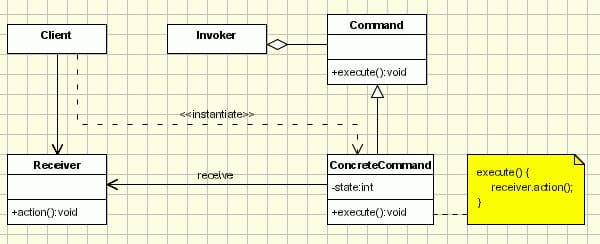 Client
Invoker
Command
+execute():void
<<instantiate>>
Receiver
+action():void
receive
ConcreteCommand
-state:int
+execute():void
execute() {
receiver.action();
}